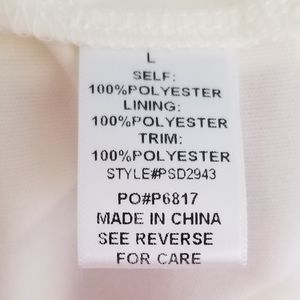 L
SELF:
100%POLYESTER
LINING:
100%POLYESTER
TRIM:
100%POLYESTER
STYLE#PSD2943
PO#P6817
MADE IN CHINA
SEE REVERSE
FOR CARE